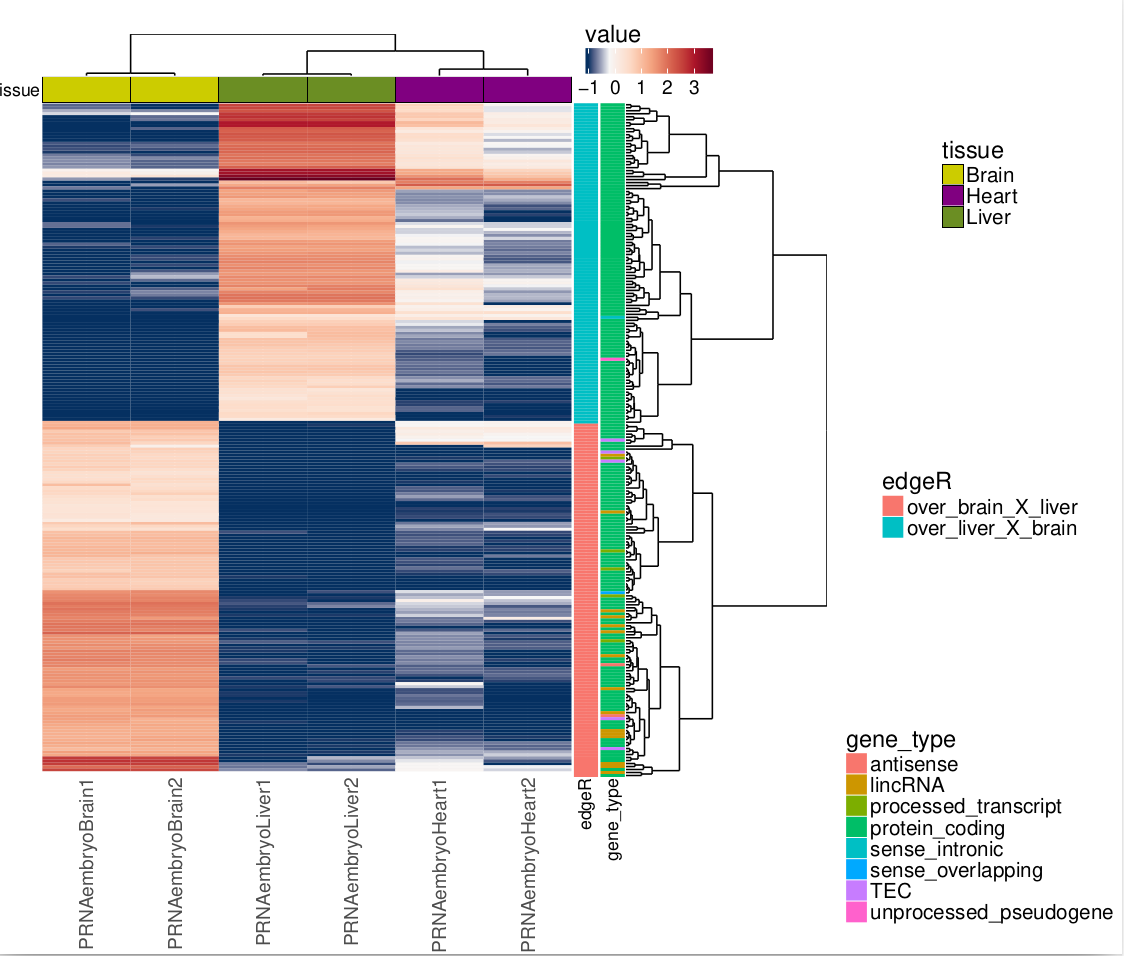 value
−1 0 1 2 3
issue
tissue
Brain
Heart
Liver
edgeR
over_brain_X_liver
over_liver_X_brain
gene_type
antisense
lincRNA
processed_transcript
protein_coding
sense_intronic
sense_overlapping
TEC
unprocessed_pseudogene
PRNAembryoBrain1
PRNAembryoBrain2
PRNAembryoLiver1
PRNAembryoLiver2
PRNAembryoHeart1
PRNAembryoHeart2
edgeR
gene_type